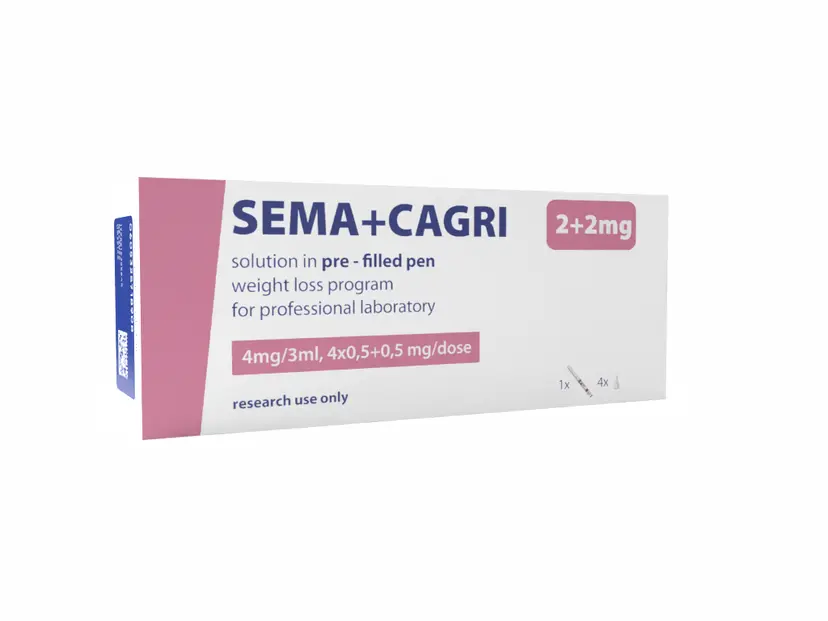 SEMA+CAGRI
2+2mg
solution in pre - filled pen
weight loss program
for professional laboratory
4mg/3ml, 4x0,5+0,5 mg/dose
research use only
1x
4x